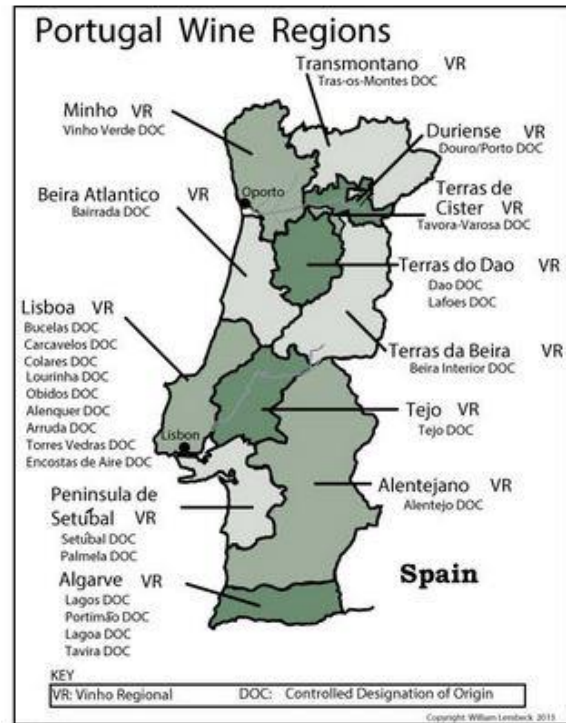 Portugal Wine Regions
Transmontano VR
Tras-os-Montes DOC
Minho VR
Vinho Verde DOC
Duriense VR
Douro/Porto DOC
Oporto
Terras de
Cister VR
Tavora-Varosa DOC
Beira Atlantico VR
Bairrada DOC
Terras do Dao VR
Dao DOC
Lafoes DOC
Lisboa VR
Bucelas DOC
Carcavelos DOC
Colares DOC
Lourinha DOC
Obidos DOC
Alenquer DOC
Arruda DOC
Torres Vedras DOC
Encostas de Aire DOC
Lisbon
Terras da Beira VR
Beira Interior DOC
Tejo VR
Tejo DOC
Peninsula de
Setúbal VR
Setúbal DOC
Palmela DOC
Alentejano VR
Alentejo DOC
Spain
Algarve VR
Lagos DOC
Portimão DOC
Lagoa DOC
Tavira DOC
KEY
VR: Vinho Regional DOC: Controlled Designation of Origin
Copyright William Lembeck 2011